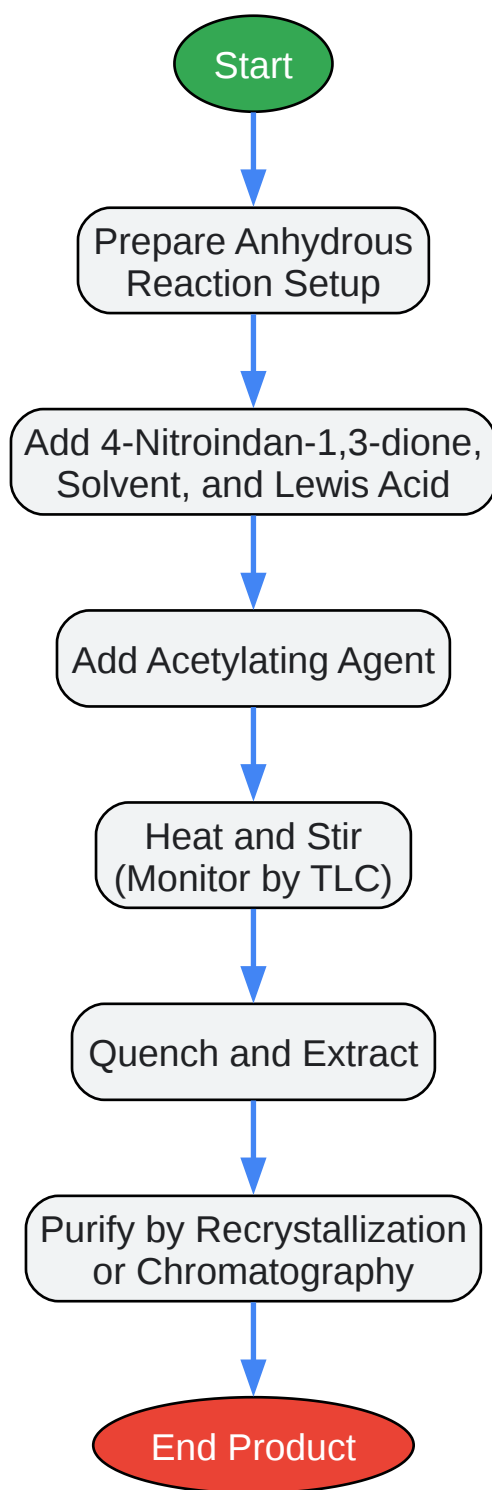 Start
Prepare Anhydrous
Reaction Setup
Add 4-Nitroindan-1,3-dione,
Solvent, and Lewis Acid
Add Acetylating Agent
Heat and Stir
(Monitor by TLC)
Quench and Extract
Purify by Recrystallization
or Chromatography
End Product